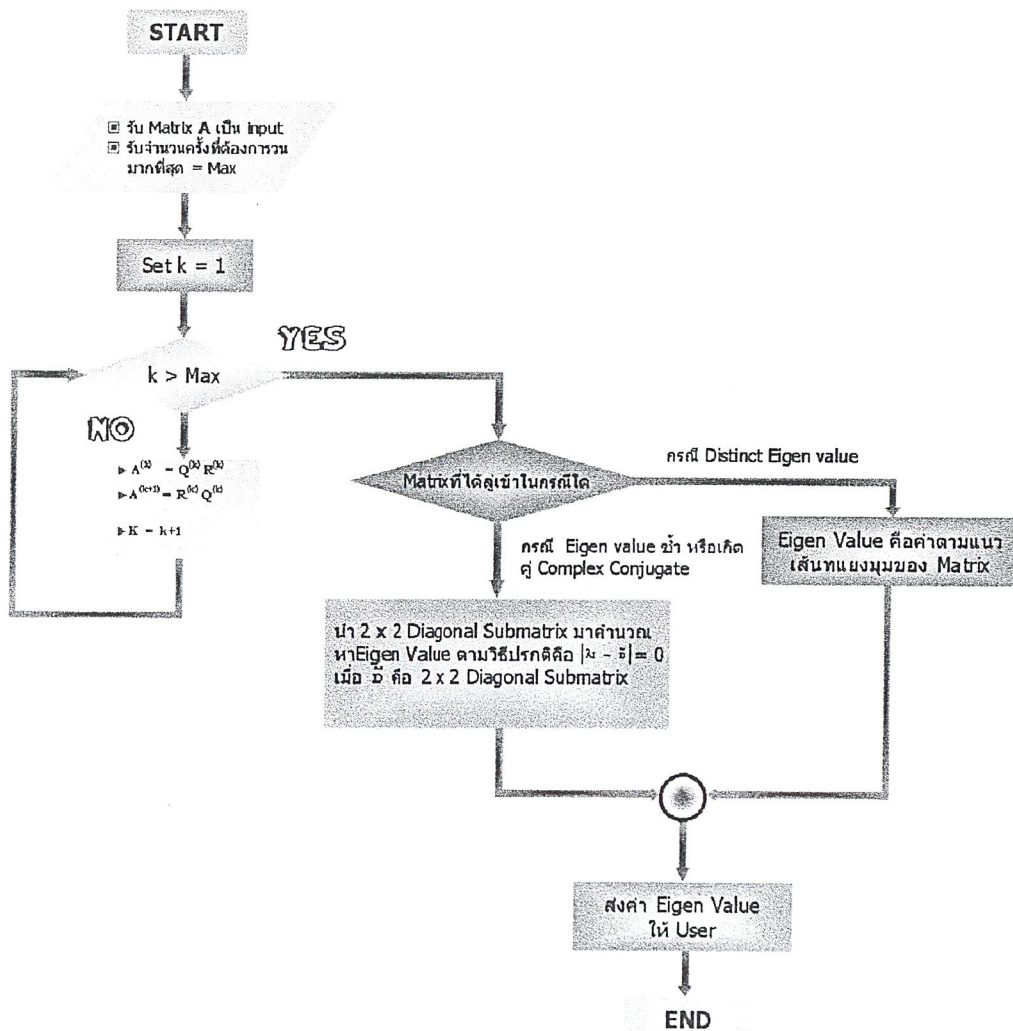 START
▣ รับ Matrix A เป็น input
▣ รับจำนวนครั้งที่ต้องการวน
มากที่สุด = Max
Set k = 1
YES
k > Max
NO
▶ A^(k) = Q^(k) R^(k)
▶ A^(k+1) = R^(k) Q^(k)
▶ K = k+1
กรณี Distinct Eigen value
Matrix ที่ได้ลู่เข้าในกรณีใด
กรณี Eigen value ซ้ำ หรือเกิด
คู่ Complex Conjugate
Eigen Value คือค่าตามแนว
เส้นทแยงมุมของ Matrix
นำ 2 x 2 Diagonal Submatrix มาคำนวณ
หาEigen Value ตามวิธีปรกติคือ = 0
เมื่อ D คือ 2 x 2 Diagonal Submatrix
ส่งค่า Eigen Value
ให้ User
END